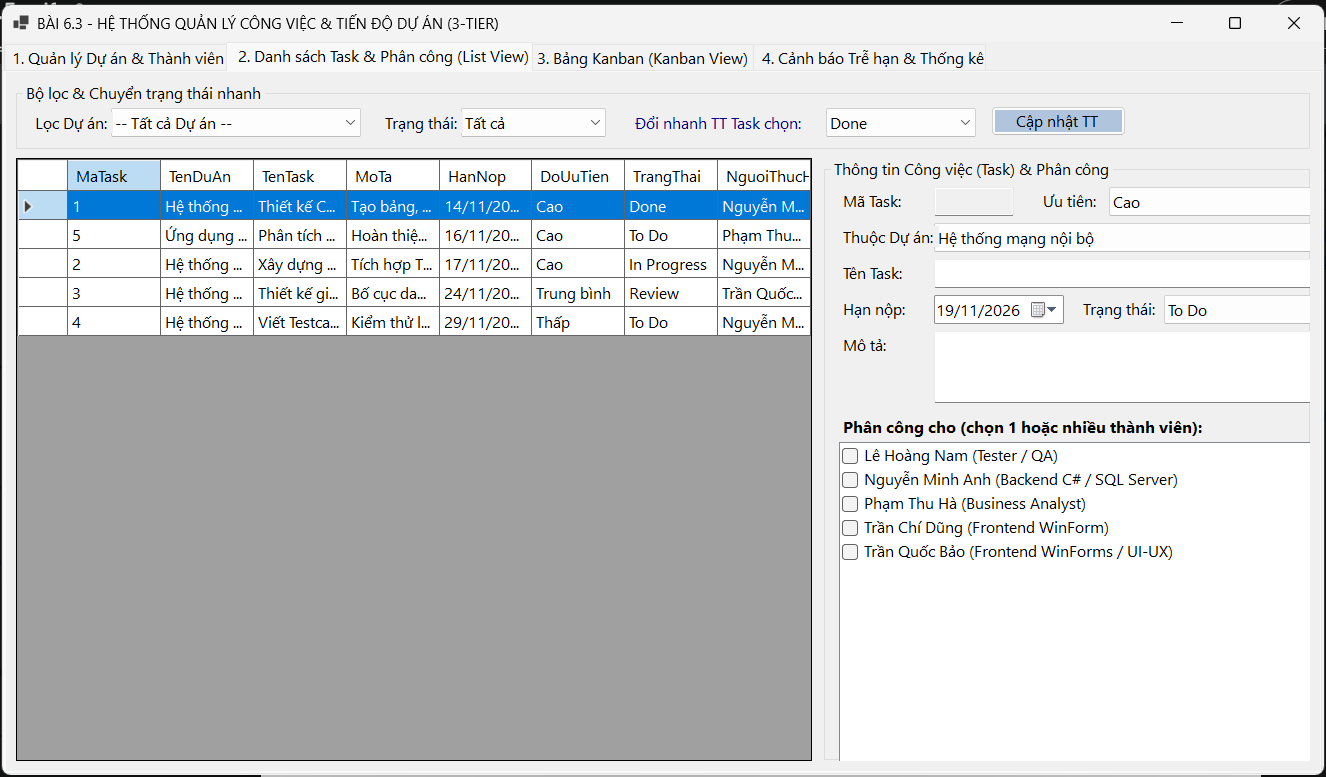 BÀI 6.3 - HỆ THỐNG QUẢN LÝ CÔNG VIỆC & TIẾN ĐỘ DỰ ÁN (3-TIER)
1. Quản lý Dự án & Thành viên 2. Danh sách Task & Phân công (List View) 3. Bảng Kanban (Kanban View) 4. Cảnh báo Trễ hạn & Thống kê
Bộ lọc & Chuyển trạng thái nhanh
Lọc Dự án: -- Tất cả Dự án -- Trạng thái: Tất cả Đổi nhanh TT Task chọn: Done Cập nhật TT
MaTask TenDuAn TenTask MoTa HanNop DoUuTien TrangThai NguoiThucH
1 Hệ thống ... Thiết kế C... Tạo bảng, ... 14/11/20... Cao Done Nguyễn M...
5 Ứng dụng ... Phân tích ... Hoàn thiệ... 16/11/20... Cao To Do Phạm Thu...
2 Hệ thống ... Xây dựng ... Tích hợp T... 17/11/20... Cao In Progress Nguyễn M...
3 Hệ thống ... Thiết kế gi... Bố cục da... 24/11/20... Trung bình Review Trần Quốc...
4 Hệ thống ... Viết Testca... Kiểm thử l... 29/11/20... Thấp To Do Nguyễn M...
Thông tin Công việc (Task) & Phân công
Mã Task: Ưu tiên: Cao
Thuộc Dự án: Hệ thống mạng nội bộ
Tên Task:
Hạn nộp: 19/11/2026 Trạng thái: To Do
Mô tả:
Phân công cho (chọn 1 hoặc nhiều thành viên):
Lê Hoàng Nam (Tester / QA)
Nguyễn Minh Anh (Backend C# / SQL Server)
Phạm Thu Hà (Business Analyst)
Trần Chí Dũng (Frontend WinForm)
Trần Quốc Bảo (Frontend WinForms / UI-UX)